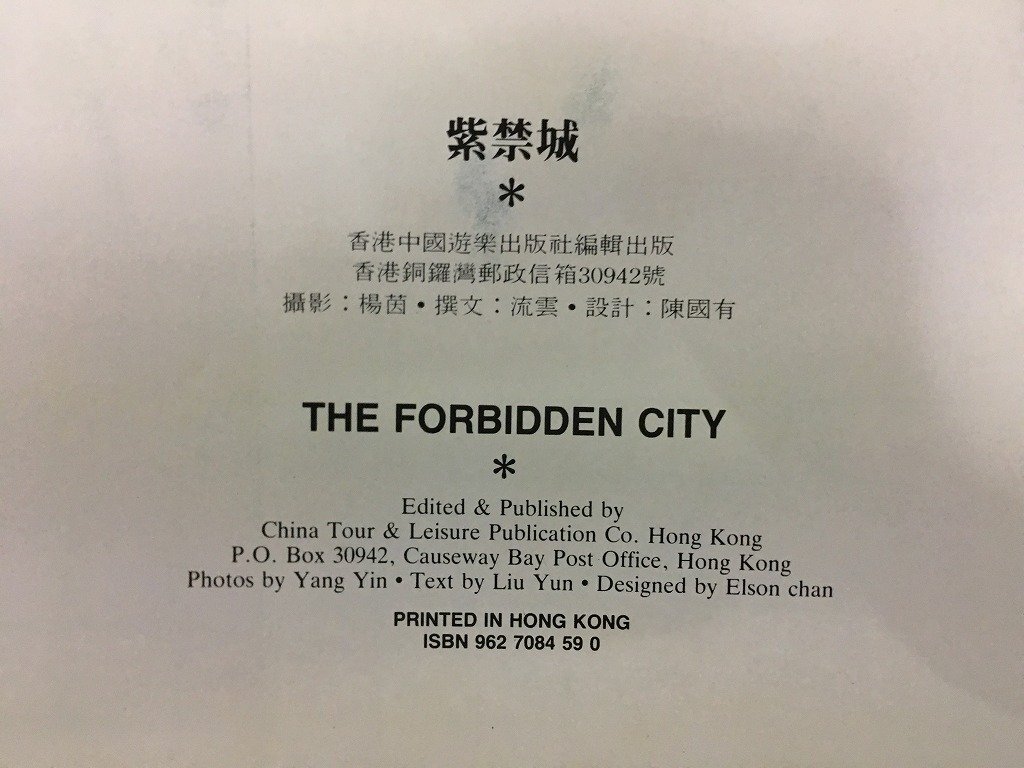 紫禁城
*
香港中國遊樂出版社編輯出版
香港銅鑼灣郵政信箱30942號
攝影：楊茵•撰文：流雲•設計：陳國有
THE FORBIDDEN CITY
*
Edited & Published by
China Tour & Leisure Publication Co. Hong Kong
P.O. Box 30942, Causeway Bay Post Office, Hong Kong
Photos by Yang Yin • Text by Liu Yun • Designed by Elson chan
PRINTED IN HONG KONG
ISBN 962 7084 59 0